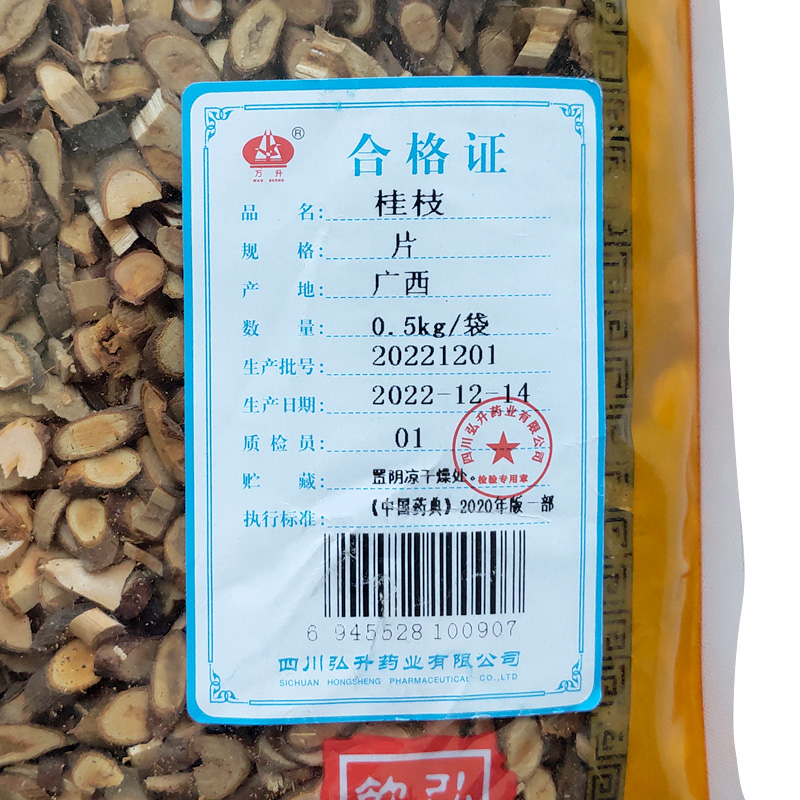 ®
万 升
WAN SHENG
合格证
品 名: 桂枝
规 格: 片
产 地: 广西
数 量: 0.5kg/袋
生产批号: 20221201
生产日期: 2022-12-14
质 检 员: 01
贮 藏: 置阴凉干燥处。
执行标准: 《中国药典》2020年版一部
四川弘升药业有限公司
检验专用章
6 945528 100907
四川弘升药业有限公司
SICHUAN HONGSHENG PHARMACEUTICAL CO.,LTD
饮弘